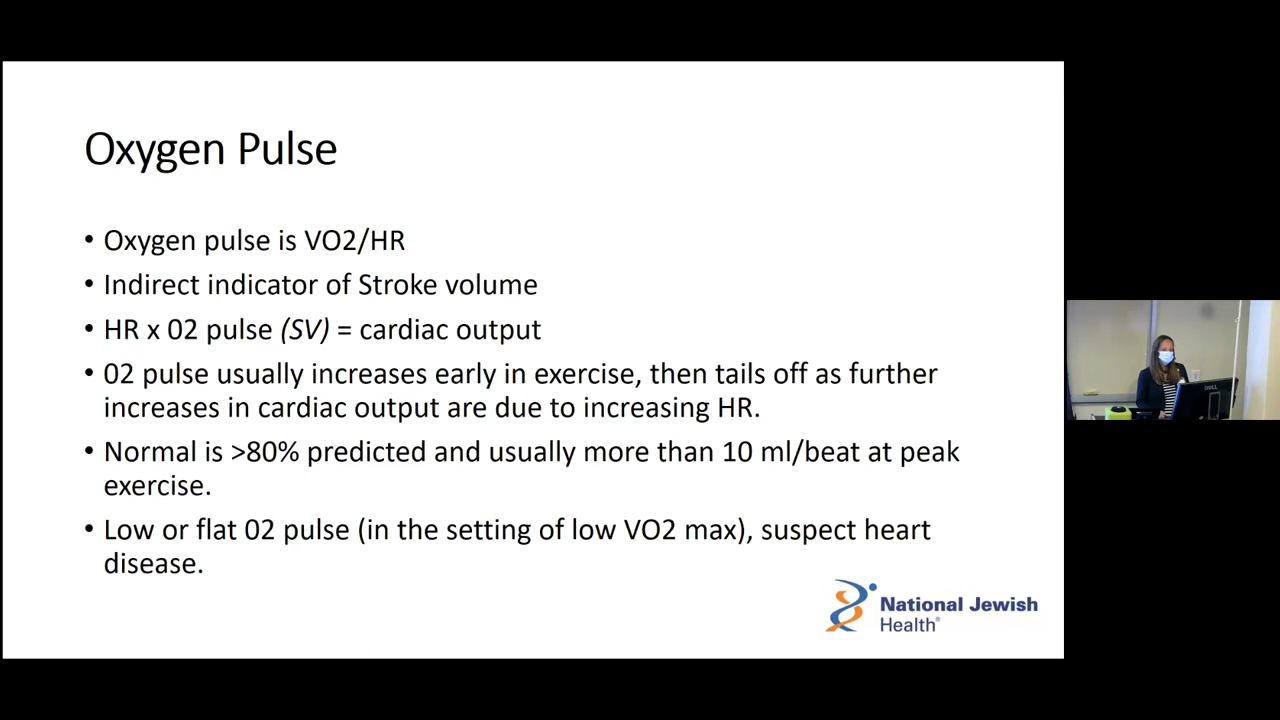 Oxygen Pulse
• Oxygen pulse is VO2/HR
• Indirect indicator of Stroke volume
• HR x 02 pulse (SV) = cardiac output
• 02 pulse usually increases early in exercise, then tails off as further
increases in cardiac output are due to increasing HR.
• Normal is >80% predicted and usually more than 10 ml/beat at peak
exercise.
• Low or flat 02 pulse (in the setting of low VO2 max), suspect heart
disease.
National Jewish
Health®
DELL